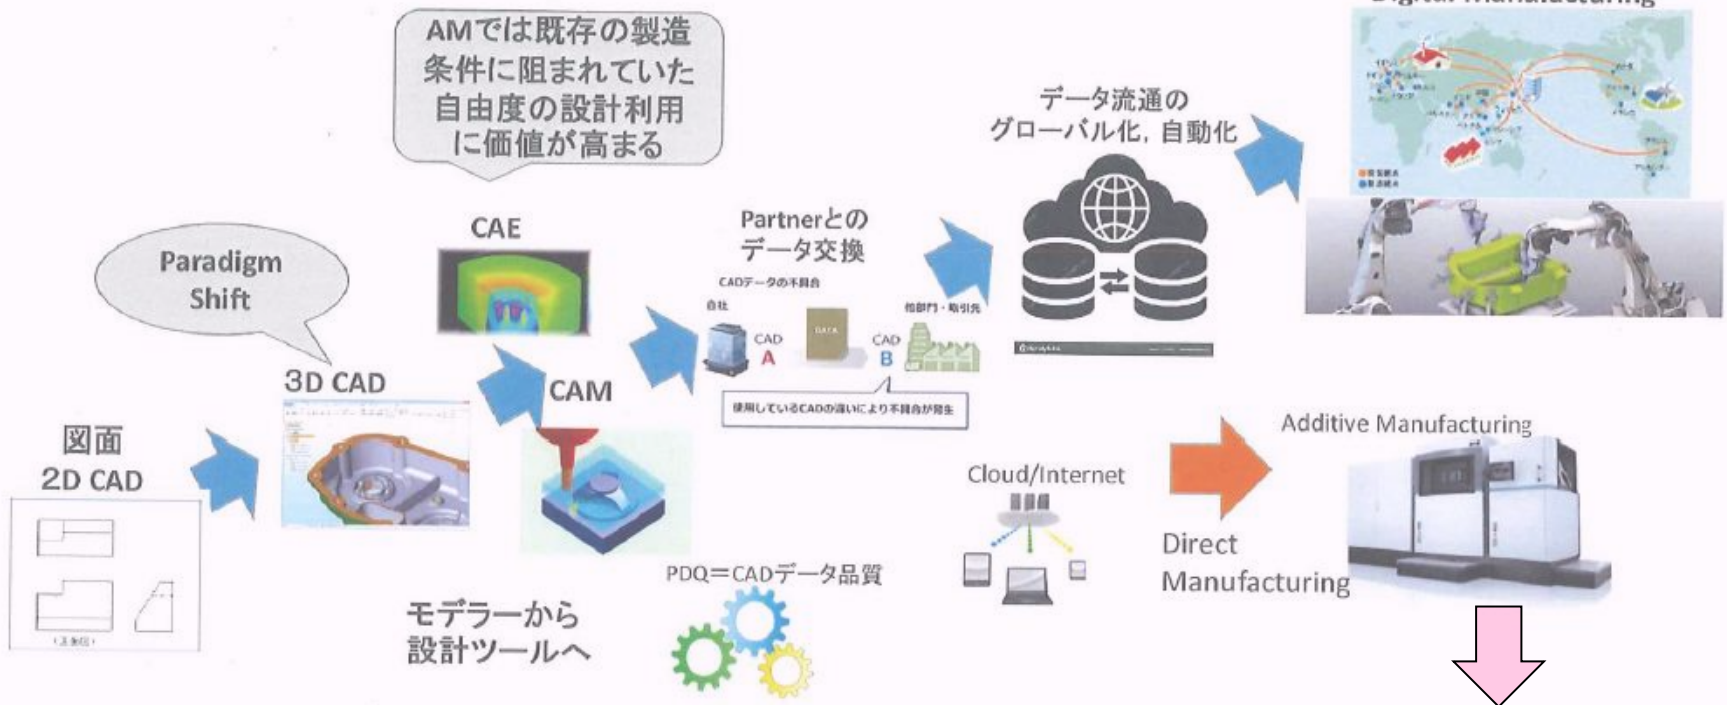 Digital Manufacturing
AMでは既存の製造
条件に阻まれていた
自由度の設計利用
に価値が高まる
データ流通の
グローバル化, 自動化
Partnerとの
データ交換
CADデータの不具合
自社
DATA
他部門・取引先
CAD
A
CAD
B
使用しているCADの違いにより不具合が発生
CAE
Paradigm
Shift
3D CAD
CAM
図面
2D CAD
(正面図)
モデラーから
設計ツールへ
PDQ=CADデータ品質
Cloud/Internet
Additive Manufacturing
Direct
Manufacturing